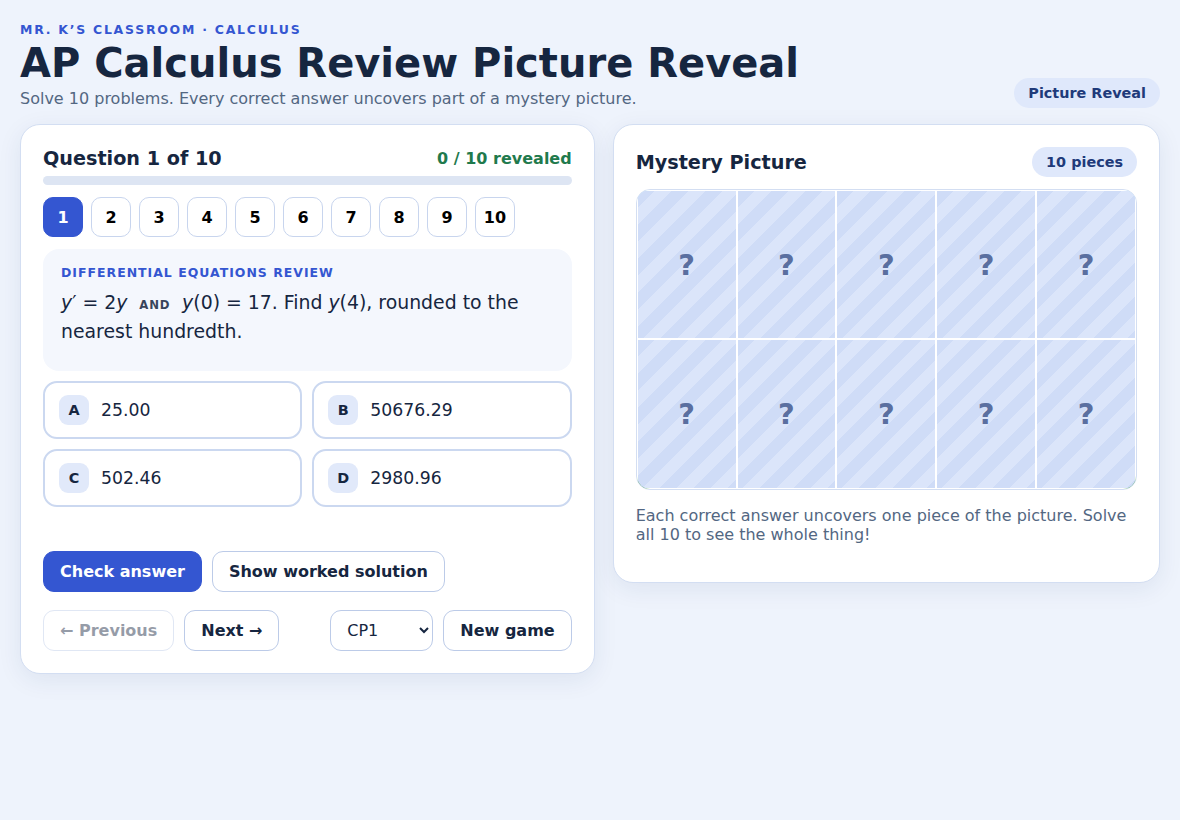 MR. K’S CLASSROOM · CALCULUS
AP Calculus Review Picture Reveal
Solve 10 problems. Every correct answer uncovers part of a mystery picture.
Picture Reveal
Question 1 of 10
0 / 10 revealed
1 2 3 4 5 6 7 8 9 10
DIFFERENTIAL EQUATIONS REVIEW
y′ = 2y AND y(0) = 17. Find y(4), rounded to the
nearest hundredth.
A 25.00
B 50676.29
C 502.46
D 2980.96
Check answer
Show worked solution
← Previous
Next →
CP1
New game
Mystery Picture
10 pieces
? ? ? ? ?
? ? ? ? ?
Each correct answer uncovers one piece of the picture. Solve
all 10 to see the whole thing!